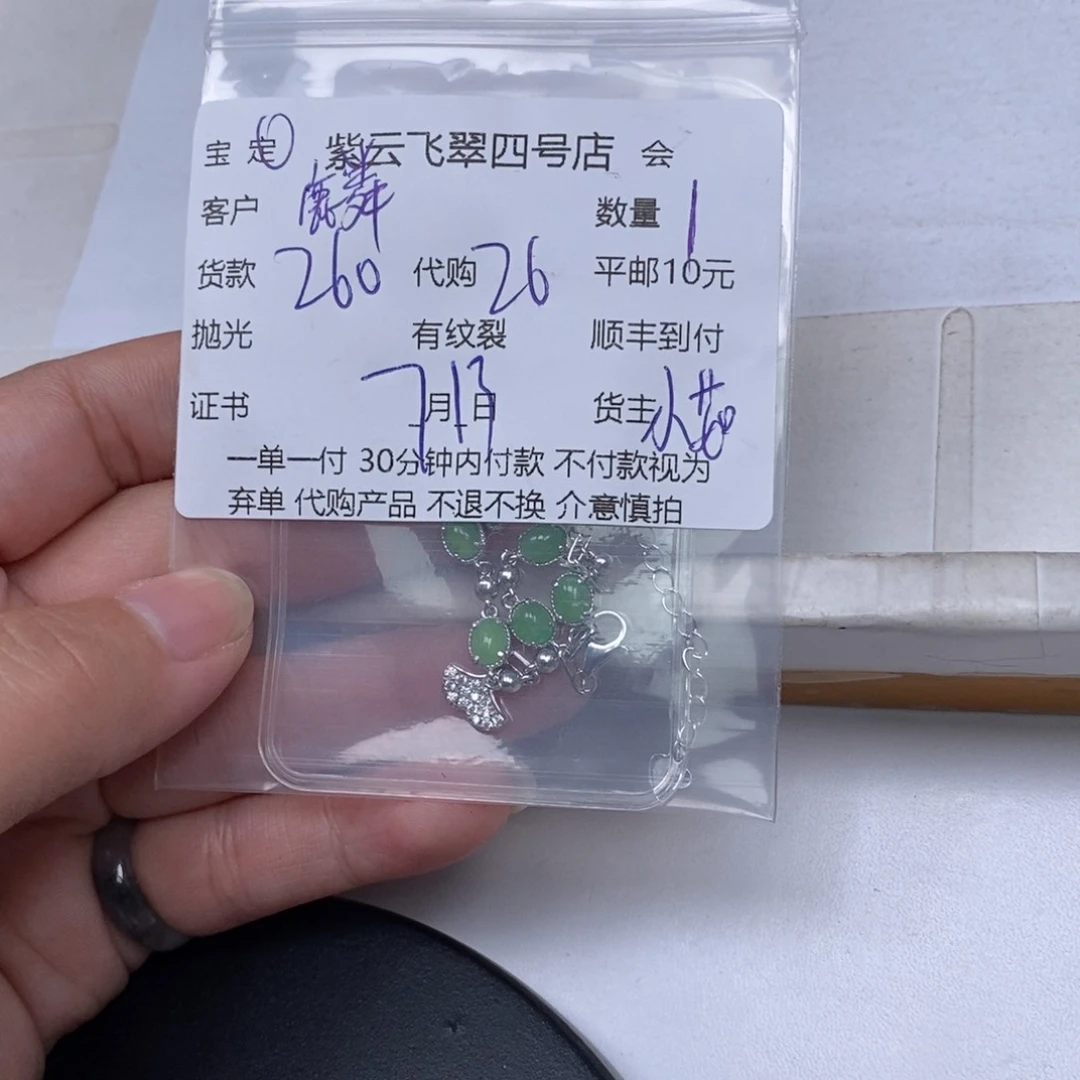 宝 定 紫云飞翠四号店 会
客户 数量 1
货款 260 代购 26 平邮10元
抛光 有纹裂 顺丰到付
证书 7月13日 货主
一单一付 30分钟内付款 不付款视为
弃单 代购产品 不退不换 介意慎拍